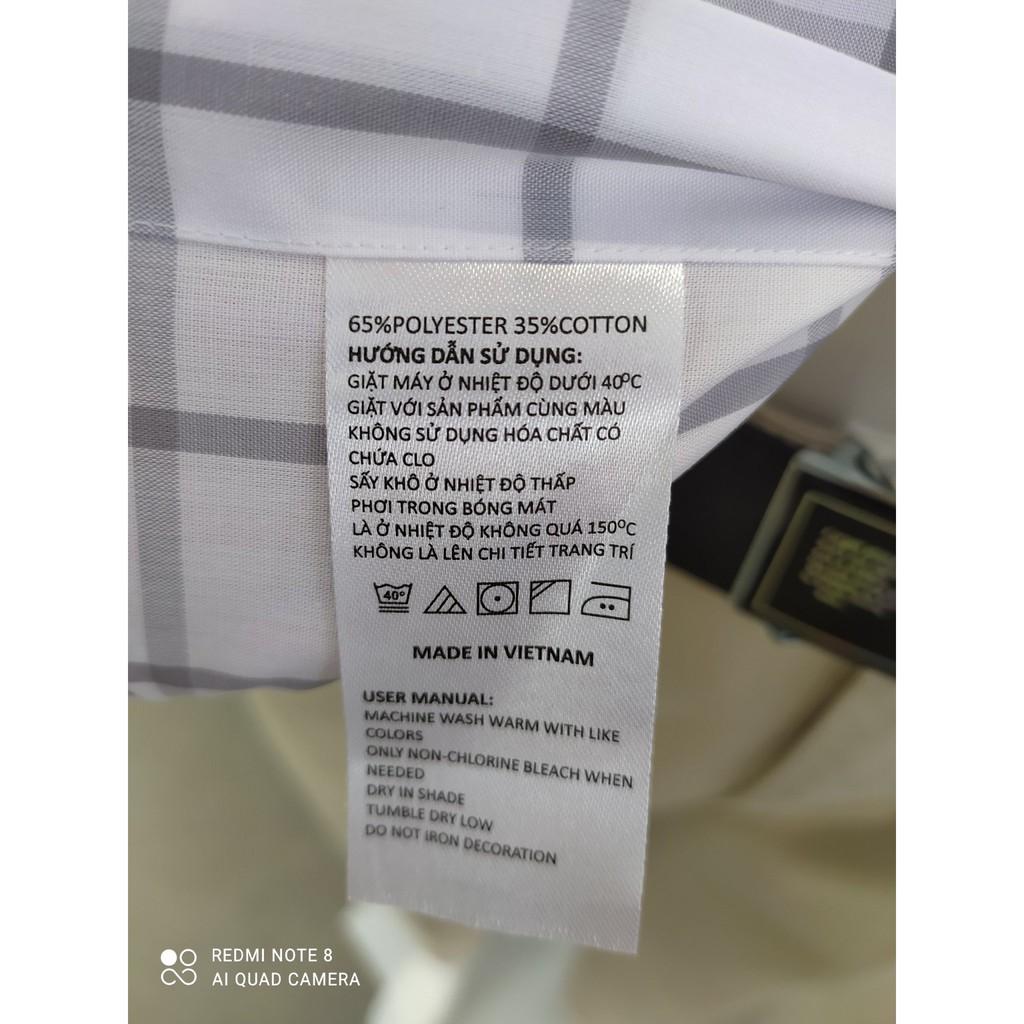 65%POLYESTER 35%COTTON
HƯỚNG DẪN SỬ DỤNG:
GIẶT MÁY Ở NHIỆT ĐỘ DƯỚI 40ºC
GIẶT VỚI SẢN PHẨM CÙNG MÀU
KHÔNG SỬ DỤNG HÓA CHẤT CÓ
CHỨA CLO
SẤY KHÔ Ở NHIỆT ĐỘ THẤP
PHƠI TRONG BÓNG MÁT
LÀ Ở NHIỆT ĐỘ KHÔNG QUÁ 150ºC
KHÔNG LÀ LÊN CHI TIẾT TRANG TRÍ
40º
MADE IN VIETNAM
USER MANUAL:
MACHINE WASH WARM WITH LIKE
COLORS
ONLY NON-CHLORINE BLEACH WHEN
NEEDED
DRY IN SHADE
TUMBLE DRY LOW
DO NOT IRON DECORATION
REDMI NOTE 8
AI QUAD CAMERA